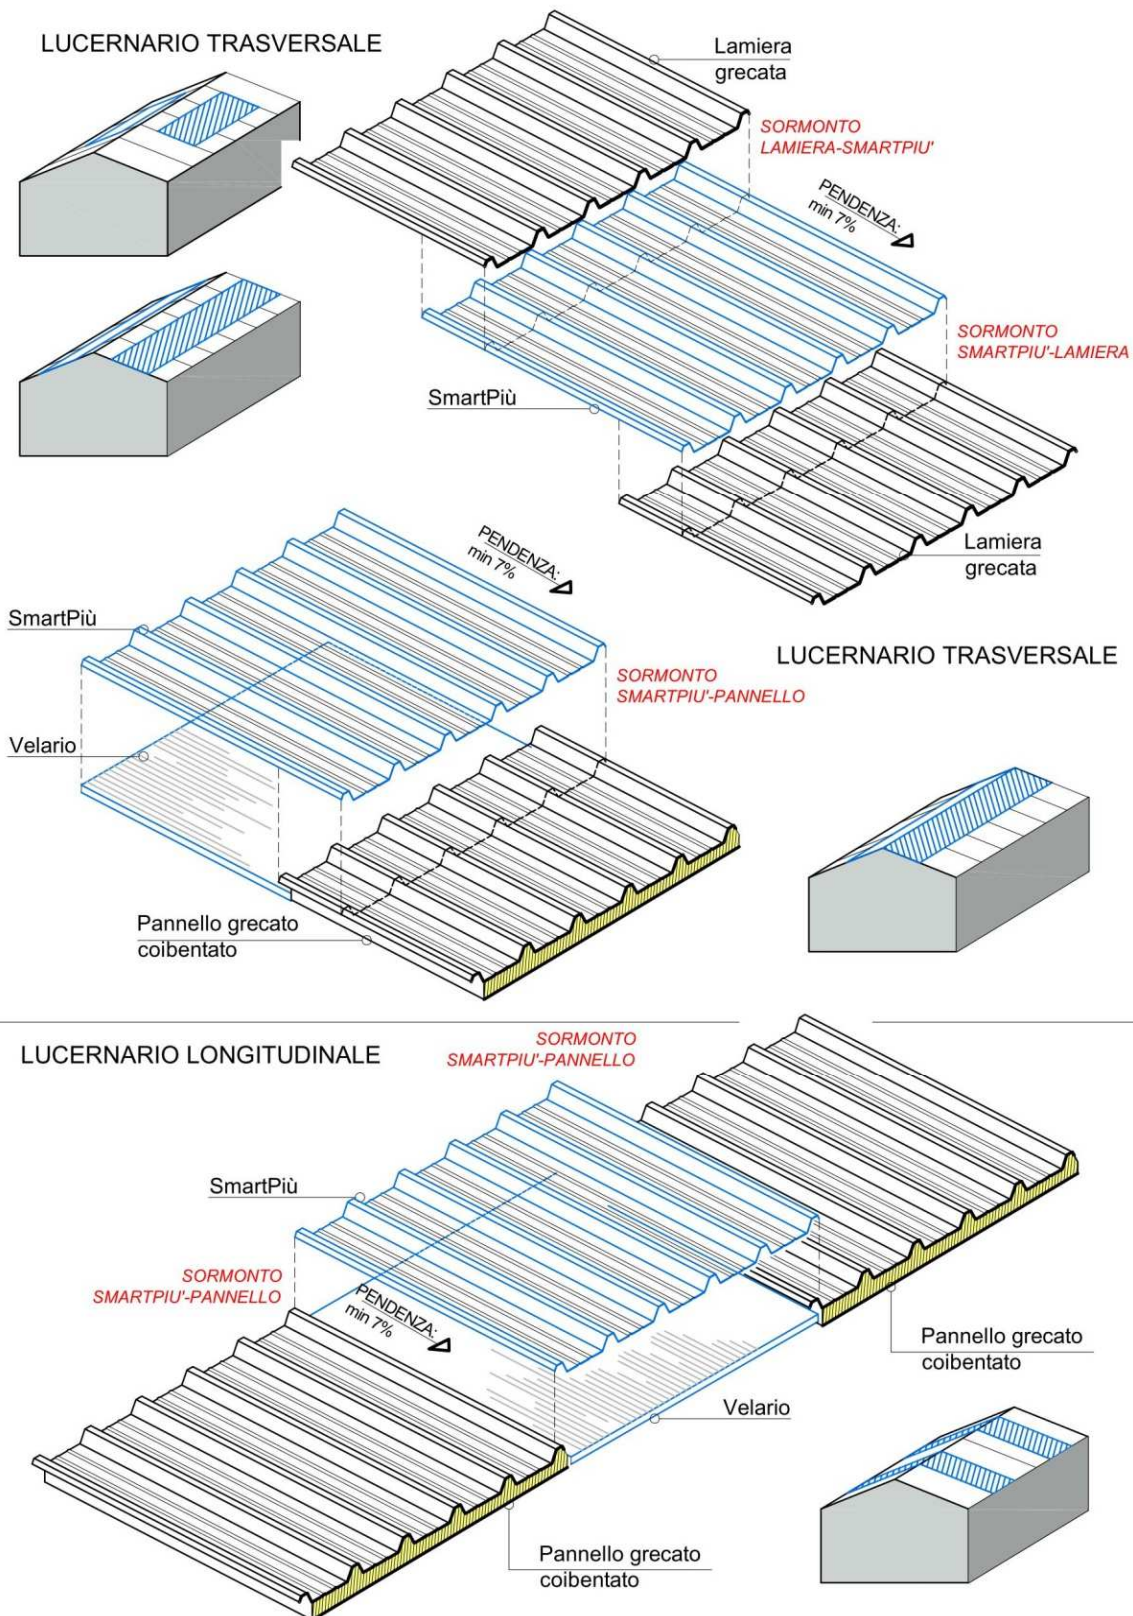 LUCERNARIO TRASVERSALE
Lamiera
grecata
SORMONTO
LAMIERA-SMARTPIU'
PENDENZA:
min 7%
SORMONTO
SMARTPIU'-LAMIERA
SmartPiù
Lamiera
grecata
PENDENZA:
min 7%
SmartPiù
LUCERNARIO TRASVERSALE
SORMONTO
SMARTPIU'-PANNELLO
Velario
Pannello grecato
coibentato
LUCERNARIO LONGITUDINALE
SORMONTO
SMARTPIU'-PANNELLO
SmartPiù
SORMONTO
SMARTPIU'-PANNELLO
PENDENZA:
min 7%
Pannello grecato
coibentato
Velario
Pannello grecato
coibentato